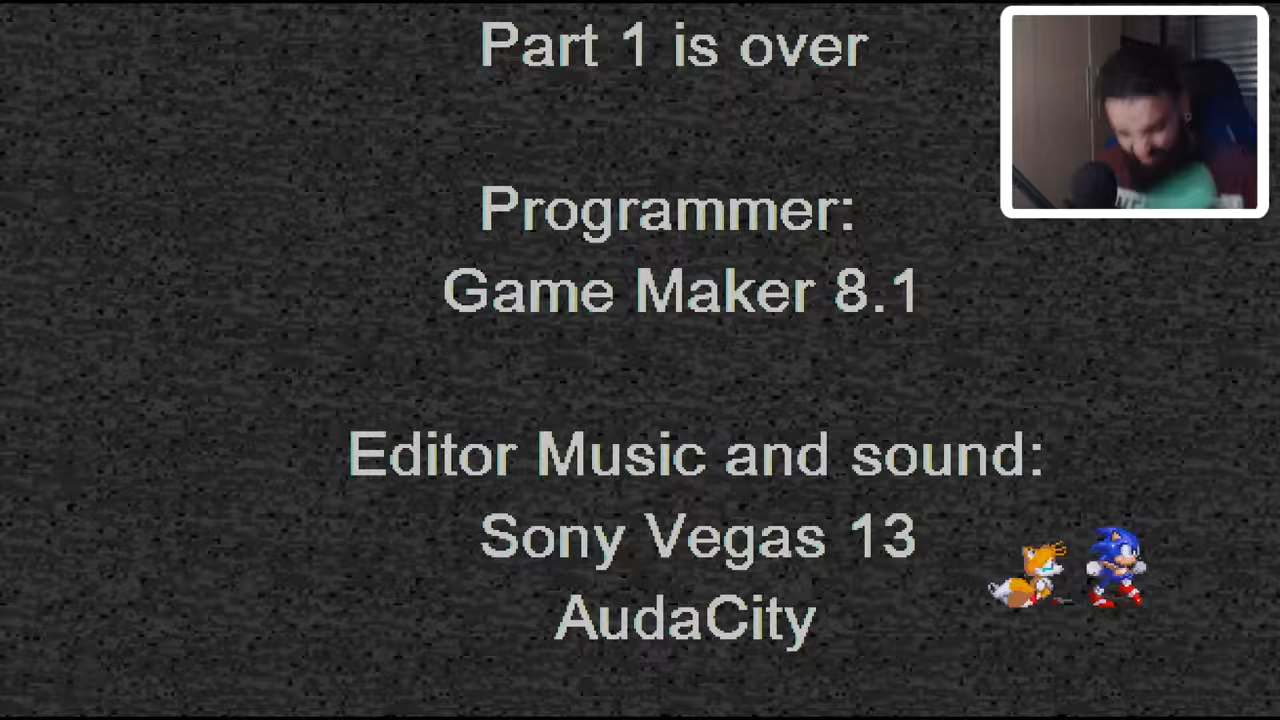 Part 1 is over
Programmer:
Game Maker 8.1
Editor Music and sound:
Sony Vegas 13
AudaCity